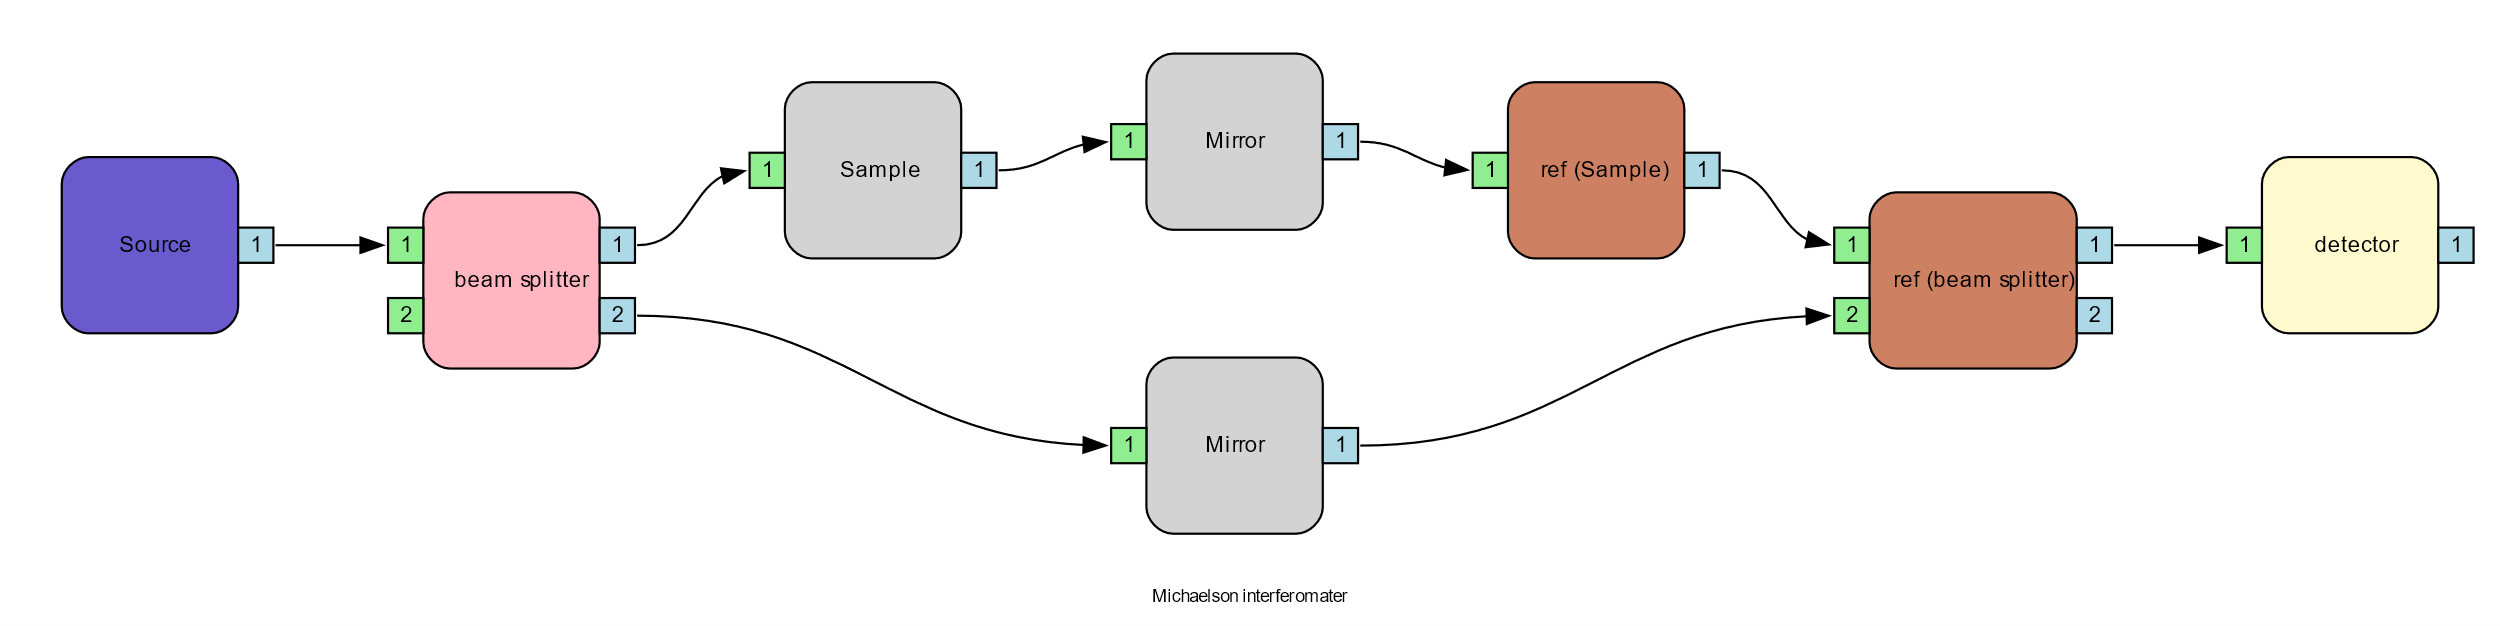 Source
1
1
2
beam splitter
1
2
1
Sample
1
1
Mirror
1
1
Mirror
1
1
ref (Sample)
1
1
2
ref (beam splitter)
1
2
1
detector
1
Michaelson interferomater